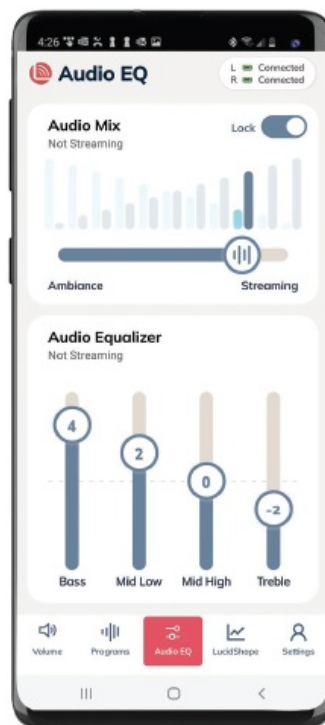 4:26
Audio EQ
L Connected
R Connected
Audio Mix
Lock
Not Streaming
Ambiance Streaming
Audio Equalizer
Not Streaming
4
2
0
-2
Bass Mid Low Mid High Treble
Volume Programs Audio EQ LucidShape Settings